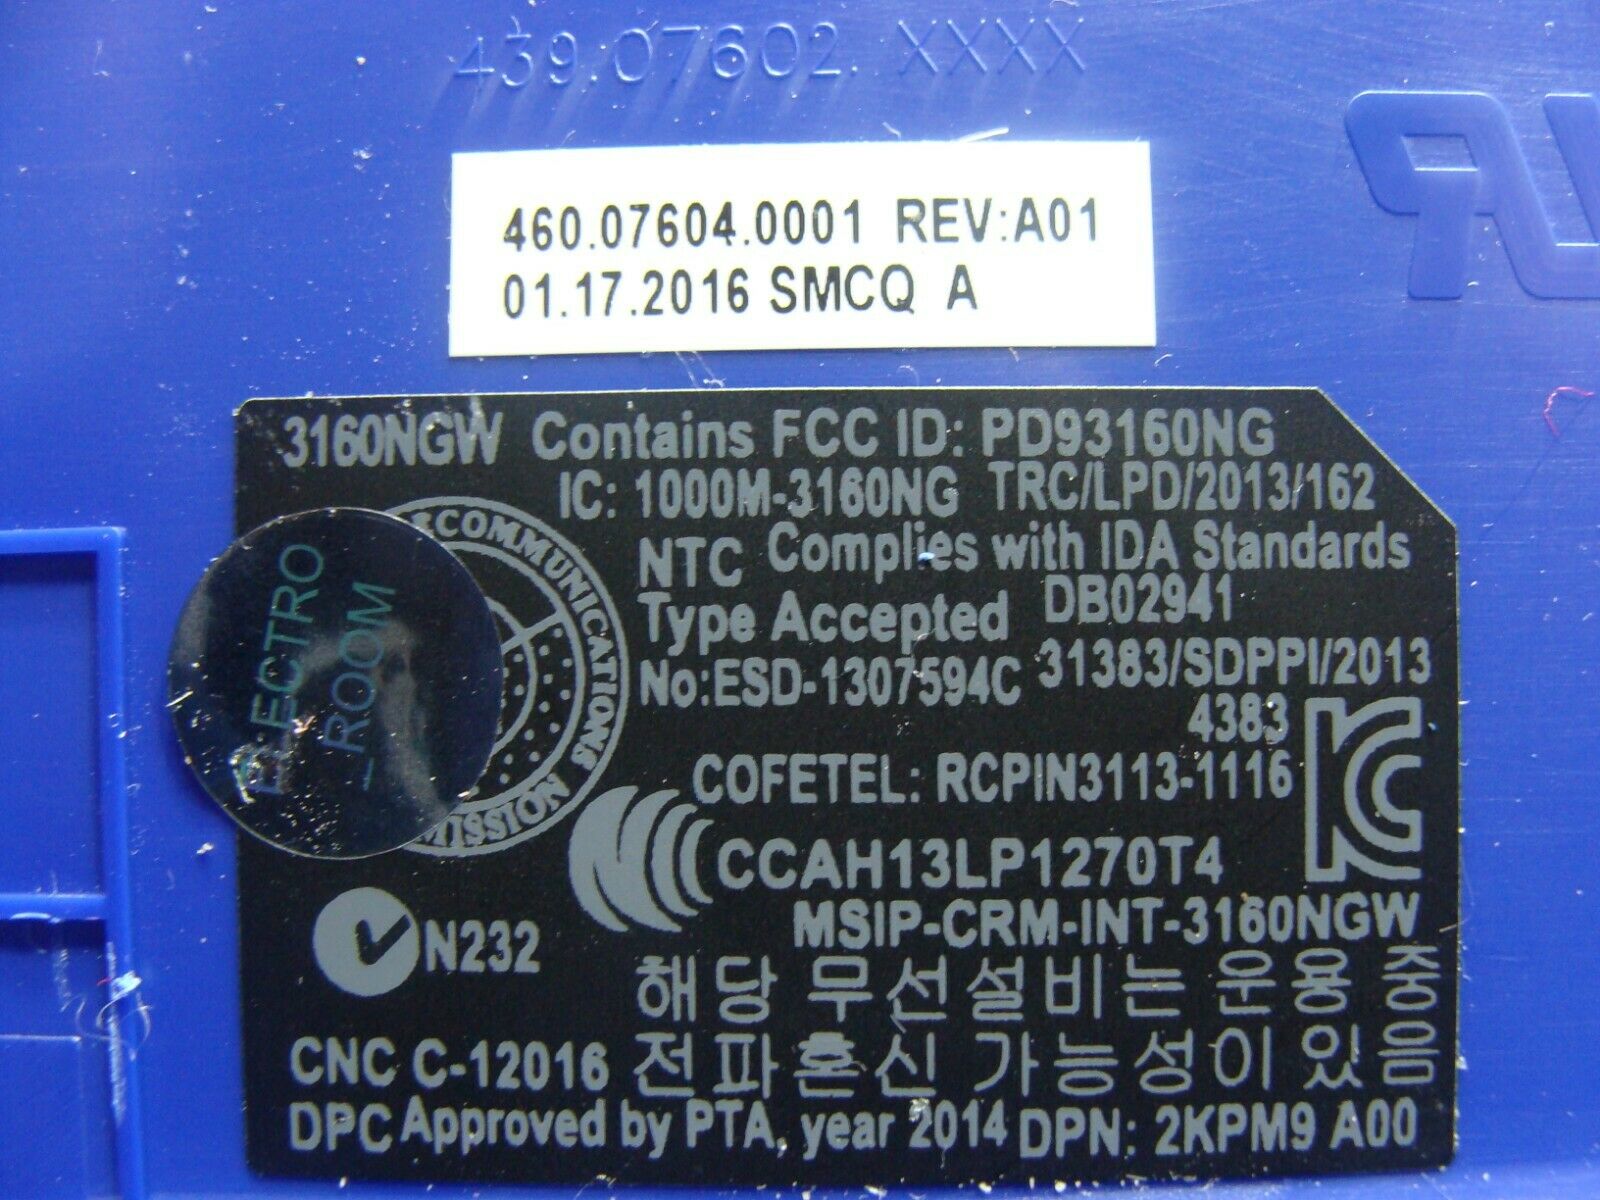 439.07602.XXXX
460.07604.0001 REV:A01
01.17.2016 SMCQ A
3160NGW Contains FCC ID: PD93160NG
IC: 1000M-3160NG TRC/LPD/2013/162
NTC Complies with IDA Standards
Type Accepted DB02941
No:ESD-1307594C 31383/SDPPI/2013
4383
COMMUNICATIONS
ELECTRO
_ROOM
COFETEL: RCPIN3113-1116
CCAH13LP1270T4
MSIP-CRM-INT-3160NGW
N232
해당 무선설비는 운용 중
CNC C-12016 전파혼신 가능성이 있음
DPC Approved by PTA, year 2014 DPN: 2KPM9 A00